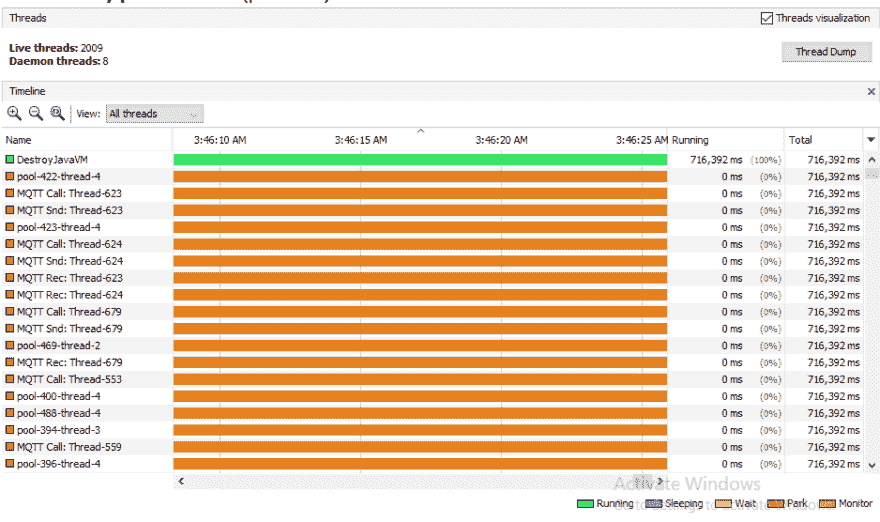 Threads
Threads visualization
Live threads: 2009
Daemon threads: 8
Thread Dump
Timeline
View: All threads
Name 3:46:10 AM 3:46:15 AM 3:46:20 AM 3:46:25 AM Running Total
DestroyJavaVM 716,392 ms (100%) 716,392 ms
pool-422-thread-4 0 ms (0%) 716,392 ms
MQTT Call: Thread-623 0 ms (0%) 716,392 ms
MQTT Snd: Thread-623 0 ms (0%) 716,392 ms
pool-423-thread-4 0 ms (0%) 716,392 ms
MQTT Call: Thread-624 0 ms (0%) 716,392 ms
MQTT Snd: Thread-624 0 ms (0%) 716,392 ms
MQTT Rec: Thread-623 0 ms (0%) 716,392 ms
MQTT Rec: Thread-624 0 ms (0%) 716,392 ms
MQTT Call: Thread-679 0 ms (0%) 716,392 ms
MQTT Snd: Thread-679 0 ms (0%) 716,392 ms
pool-469-thread-2 0 ms (0%) 716,392 ms
MQTT Rec: Thread-679 0 ms (0%) 716,392 ms
MQTT Call: Thread-553 0 ms (0%) 716,392 ms
pool-400-thread-4 0 ms (0%) 716,392 ms
pool-488-thread-4 0 ms (0%) 716,392 ms
pool-394-thread-3 0 ms (0%) 716,392 ms
MQTT Call: Thread-559 0 ms (0%) 716,392 ms
pool-396-thread-4 0 ms (0%) 716,392 ms
Activate Windows
Running Sleeping Wait Park Monitor